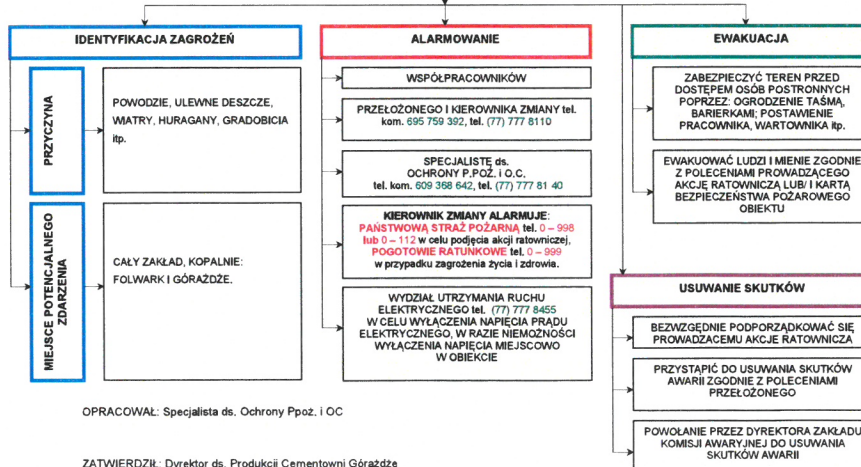 IDENTYFIKACJA ZAGROŻEŃ
PRZYCZYNA
POWODZIE, ULEWNE DESZCZE,
WIATRY, HURAGANY, GRADOBICIA
itp.
MIEJSCE POTENCJALNEGO
ZDARZENIA
CAŁY ZAKŁAD, KOPALNIE:
FOLWARK I GÓRAŻDŻE.
ALARMOWANIE
WSPÓŁPRACOWNIKÓW
PRZEŁOŻONEGO I KIEROWNIKA ZMIANY tel.
kom. 695 759 392, tel. (77) 777 8110
SPECJALISTĘ ds.
OCHRONY P.POŻ. i O.C.
tel. kom. 609 368 642, tel. (77) 777 81 40
KIEROWNIK ZMIANY ALARMUJE:
PAŃSTWOWĄ STRAŻ POŻARNĄ tel. 0 – 998
lub 0 – 112 w celu podjęcia akcji ratowniczej,
POGOTOWIE RATUNKOWE tel. 0 – 999
w przypadku zagrożenia życia i zdrowia.
WYDZIAŁ UTRZYMANIA RUCHU
ELEKTRYCZNEGO tel. (77) 777 8455
W CELU WYŁĄCZENIA NAPIĘCIA PRĄDU
ELEKTRYCZNEGO, W RAZIE NIEMOŻNOŚCI
WYŁĄCZENIA NAPIĘCIA MIEJSCOWO
W OBIEKCIE
EWAKUACJA
ZABEZPIECZYĆ TEREN PRZED
DOSTĘPEM OSÓB POSTRONNYCH
POPRZEZ: OGRODZENIE TAŚMĄ,
BARIERKAMI; POSTAWIENIE
PRACOWNIKA, WARTOWNIKA itp.
EWAKUOWAĆ LUDZI I MIENIE ZGODNIE
Z POLECENIAMI PROWADZĄCEGO
AKCJĘ RATOWNICZĄ LUB/ I KARTĄ
BEZPIECZEŃSTWA POŻAROWEGO
OBIEKTU
USUWANIE SKUTKÓW
BEZWZGLĘDNIE PODPORZĄDKOWAĆ SIĘ
PROWADZACEMU AKCJE RATOWNICZA
PRZYSTĄPIĆ DO USUWANIA SKUTKÓW
AWARII ZGODNIE Z POLECENIAMI
PRZEŁOŻONEGO
POWOŁANIE PRZEZ DYREKTORA ZAKŁADU
KOMISJI AWARYJNEJ DO USUWANIA
SKUTKÓW AWARII
OPRACOWAŁ: Specjalista ds. Ochrony Ppoż. i OC
ZATWIERDZIŁ: Dyrektor ds. Produkcji Cementowni Górażdże